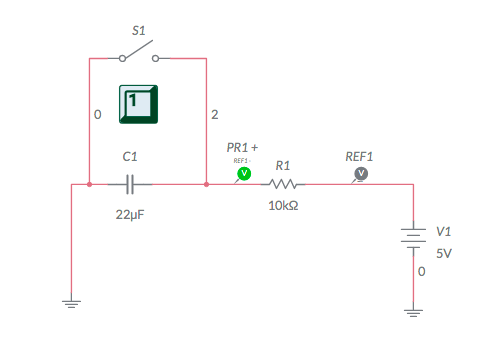 S1
1
0
2
C1
22µF
PR1 +
REF1 -
V
R1
10kΩ
REF1
V
V1
5V
0